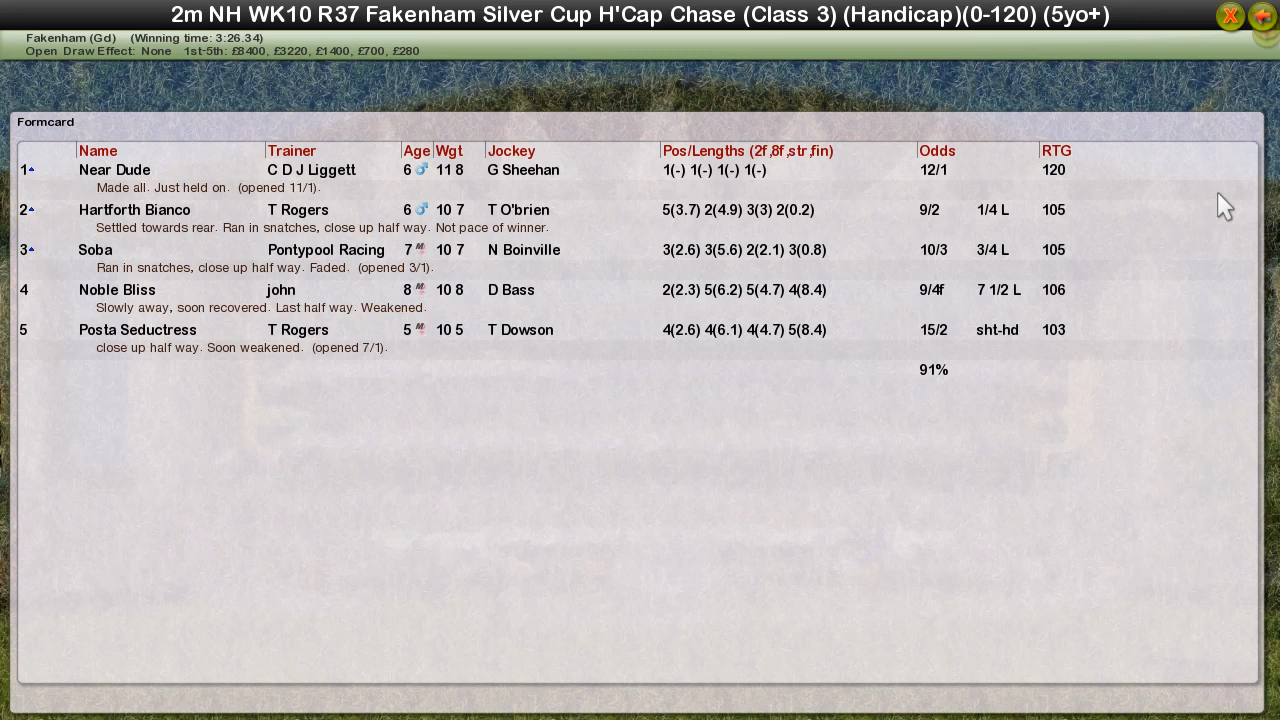 2m NH WK10 R37 Fakenham Silver Cup H'Cap Chase (Class 3) (Handicap)(0-120) (5yo+)
Fakenham (Gd) (Winning time: 3:26.34)
Open Draw Effect: None 1st-5th: £8400, £3220, £1400, £700, £280
Formcard
Name Trainer Age Wgt Jockey Pos/Lengths (2f,8f,str,fin) Odds RTG
1 Near Dude C D J Liggett 6 11 8 G Sheehan 1(-) 1(-) 1(-) 1(-) 12/1 120
Made all. Just held on. (opened 11/1).
2 Hartforth Bianco T Rogers 6 10 7 T O'brien 5(3.7) 2(4.9) 3(3) 2(0.2) 9/2 1/4 L 105
Settled towards rear. Ran in snatches, close up half way. Not pace of winner.
3 Soba Pontypool Racing 7 10 7 N Boinville 3(2.6) 3(5.6) 2(2.1) 3(0.8) 10/3 3/4 L 105
Ran in snatches, close up half way. Faded. (opened 3/1).
4 Noble Bliss john 8 10 8 D Bass 2(2.3) 5(6.2) 5(4.7) 4(8.4) 9/4f 7 1/2 L 106
Slowly away, soon recovered. Last half way. Weakened.
5 Posta Seductress T Rogers 5 10 5 T Dowson 4(2.6) 4(6.1) 4(4.7) 5(8.4) 15/2 sht-hd 103
close up half way. Soon weakened. (opened 7/1).
91%